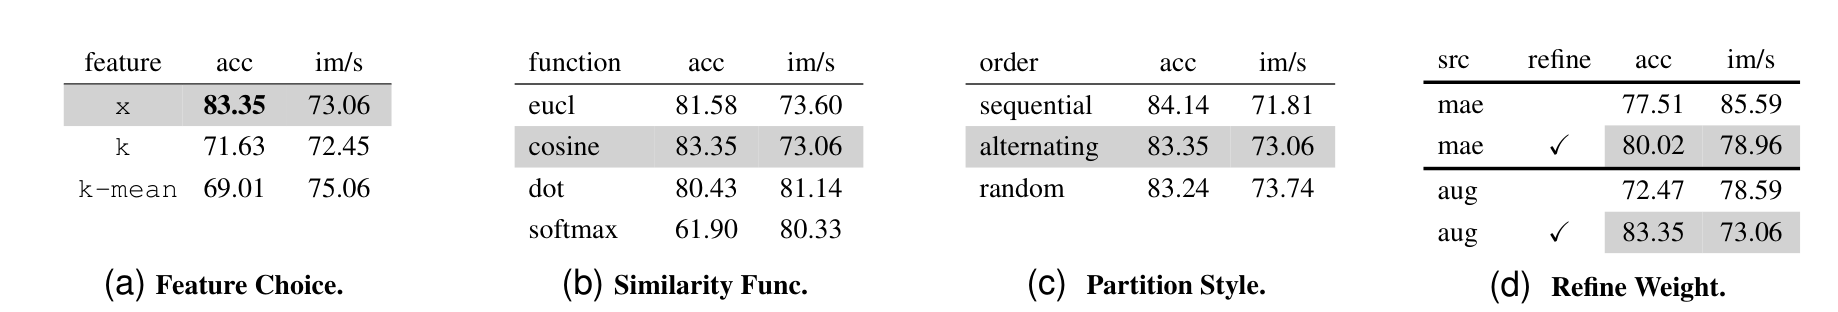 feature acc im/s
x 83.35 73.06
k 71.63 72.45
k-mean 69.01 75.06
(a) Feature Choice.
function acc im/s
eucl 81.58 73.60
cosine 83.35 73.06
dot 80.43 81.14
softmax 61.90 80.33
(b) Similarity Func.
order acc im/s
sequential 84.14 71.81
alternating 83.35 73.06
random 83.24 73.74
(c) Partition Style.
src refine acc im/s
mae 77.51 85.59
mae ✓ 80.02 78.96
aug 72.47 78.59
aug ✓ 83.35 73.06
(d) Refine Weight.